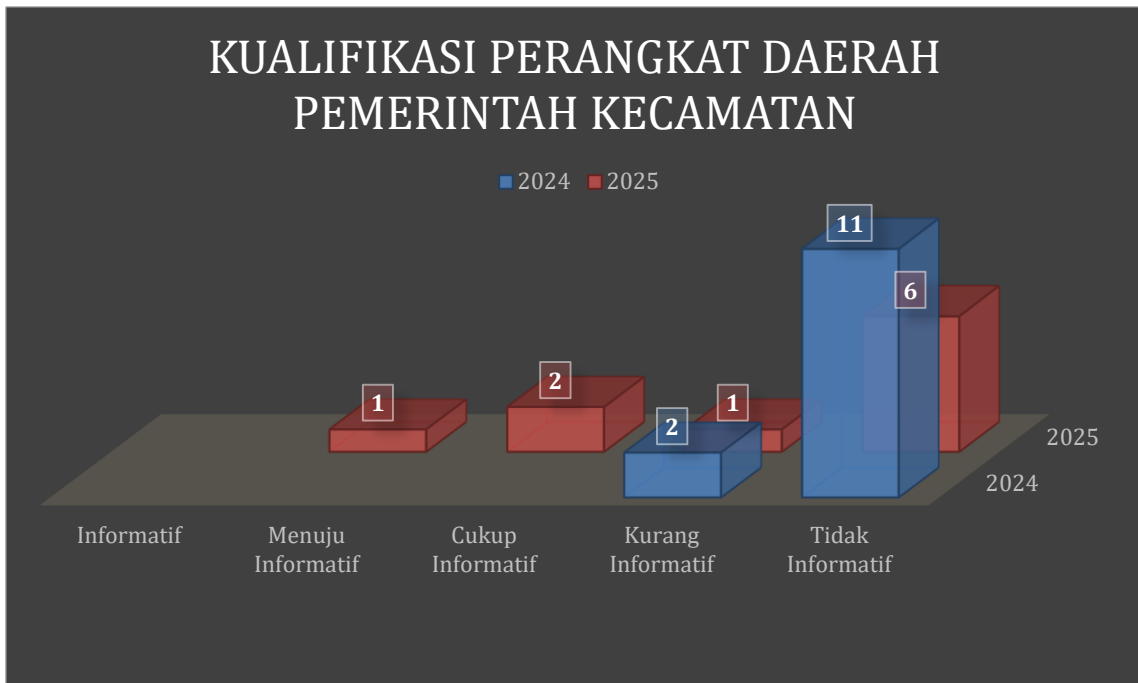 KUALIFIKASI PERANGKAT DAERAH
PEMERINTAH KECAMATAN
2024 2025
11
6
1
2
1
2
2025
2024
Informatif
Menuju
Informatif
Cukup
Informatif
Kurang
Informatif
Tidak
Informatif